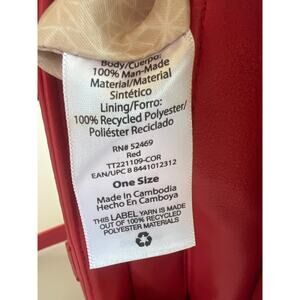 Body/Cuerpo:
100% Man-Made
Material/Material
Sintético
Lining/Forro:
100% Recycled Polyester/
Poliéster Reciclado
RN# 52469
Red
TT221109-COR
EAN/UPC 8 8441012312
One Size
Made in Cambodia
Hecho En Camboya
THIS LABEL YARN IS MADE
OUT OF 100% RECYCLED
POLYESTER MATERIALS